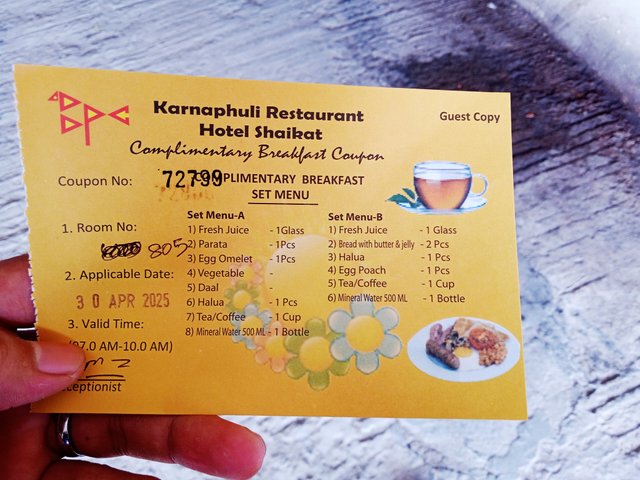 BPC
Karnaphuli Restaurant
Hotel Shaikat
Complimentary Breakfast Coupon
Guest Copy
Coupon No: 72799
COMPLIMENTARY BREAKFAST
SET MENU
1. Room No:
805
2. Applicable Date:
30 APR 2025
3. Valid Time:
(07.0 AM-10.0 AM)
Receptionist
Set Menu-A
1) Fresh Juice - 1Glass
2) Parata - 1Pcs
3) Egg Omelet - 1Pcs
4) Vegetable -
5) Daal -
6) Halua - 1 Pcs
7) Tea/Coffee - 1 Cup
8) Mineral Water 500 ML - 1 Bottle
Set Menu-B
1) Fresh Juice - 1 Glass
2) Bread with butter & jelly - 2 Pcs
3) Halua - 1 Pcs
4) Egg Poach - 1 Pcs
5) Tea/Coffee - 1 Cup
6) Mineral Water 500 ML - 1 Bottle